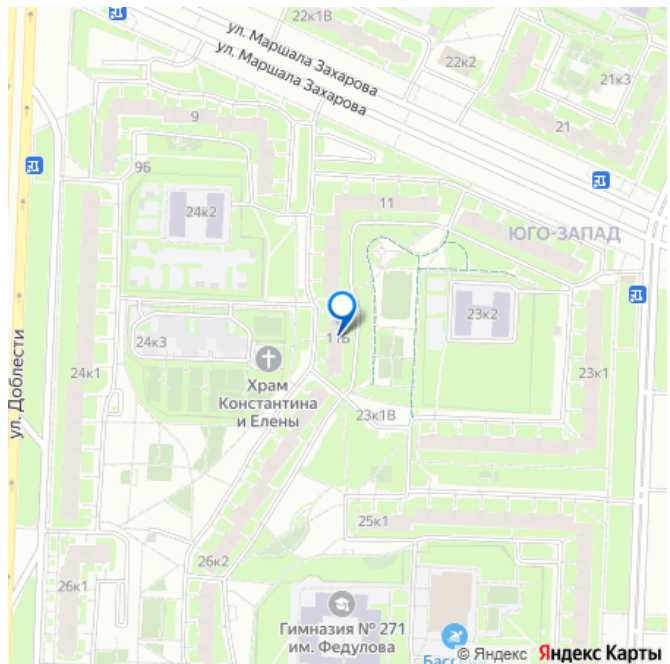 22к1В
ул. Маршала Захарова
ул. Маршала Захарова
22к2
21к3
9
21
9Б
24к2
11
ЮГО-ЗАПАД
ул. Доблести
11Б
23к2
24к3
24к1
Храм
Константина
и Елены
23к1
23к1В
25к1
26к2
26к1
Гимназия № 271
им. Федулова
© Яндекс Яндекс Карты